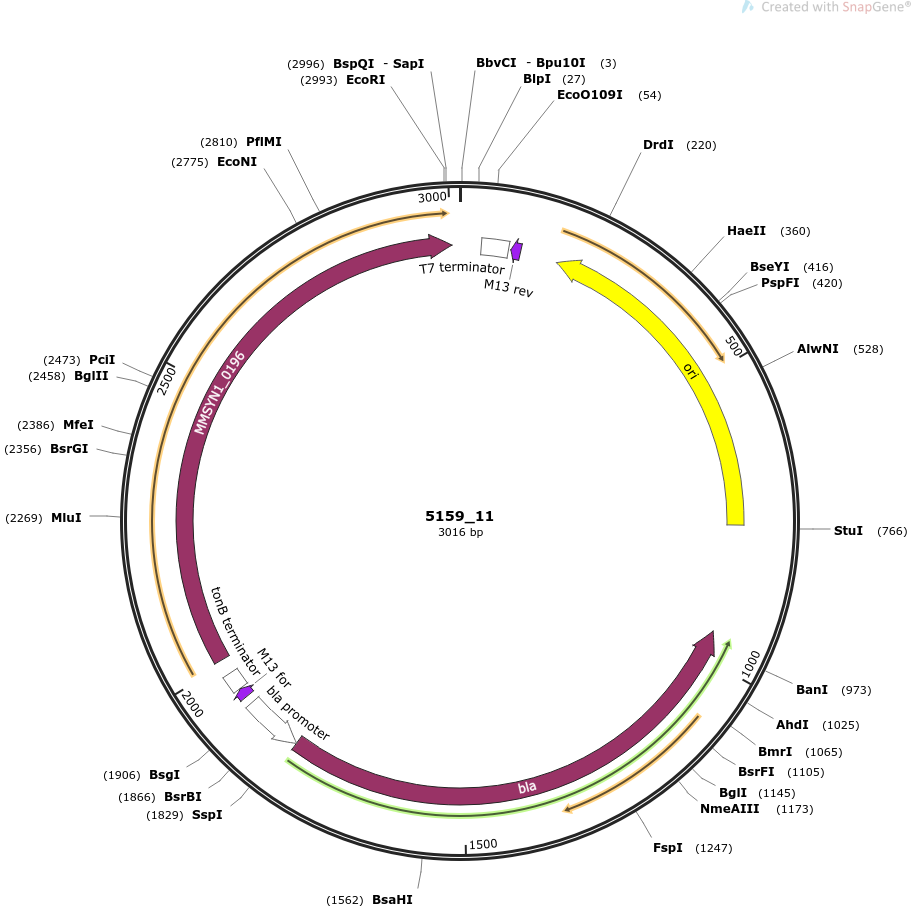 Created with SnapGene®
(2996) BspQI - SapI
BbvCI - Bpu10I (3)
(2993) EcoRI
BlpI (27)
EcoO109I (54)
(2810) PflMI
DrdI (220)
(2775) EcoNI
3000
HaeII (360)
T7 terminator
BseYI (416)
PspFI (420)
M13 rev
500
AlwNI (528)
(2473) PciI
(2458) BglII
2500
ori
MMSYN1_0196
(2386) MfeI
(2356) BsrGI
5159_11
3016 bp
(2269) MluI
StuI (766)
tonB terminator
M13 for
bla promoter
1000
2000
BanI (973)
AhdI (1025)
BmrI (1065)
(1906) BsgI
BsrFI (1105)
bla
BglI (1145)
(1866) BsrBI
NmeAIII (1173)
(1829) SspI
1500
FspI (1247)
(1562) BsaHI